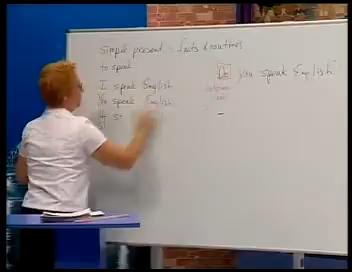 simple present = facts & routines
to speak
I speak English
You speak English
Do you speak English?